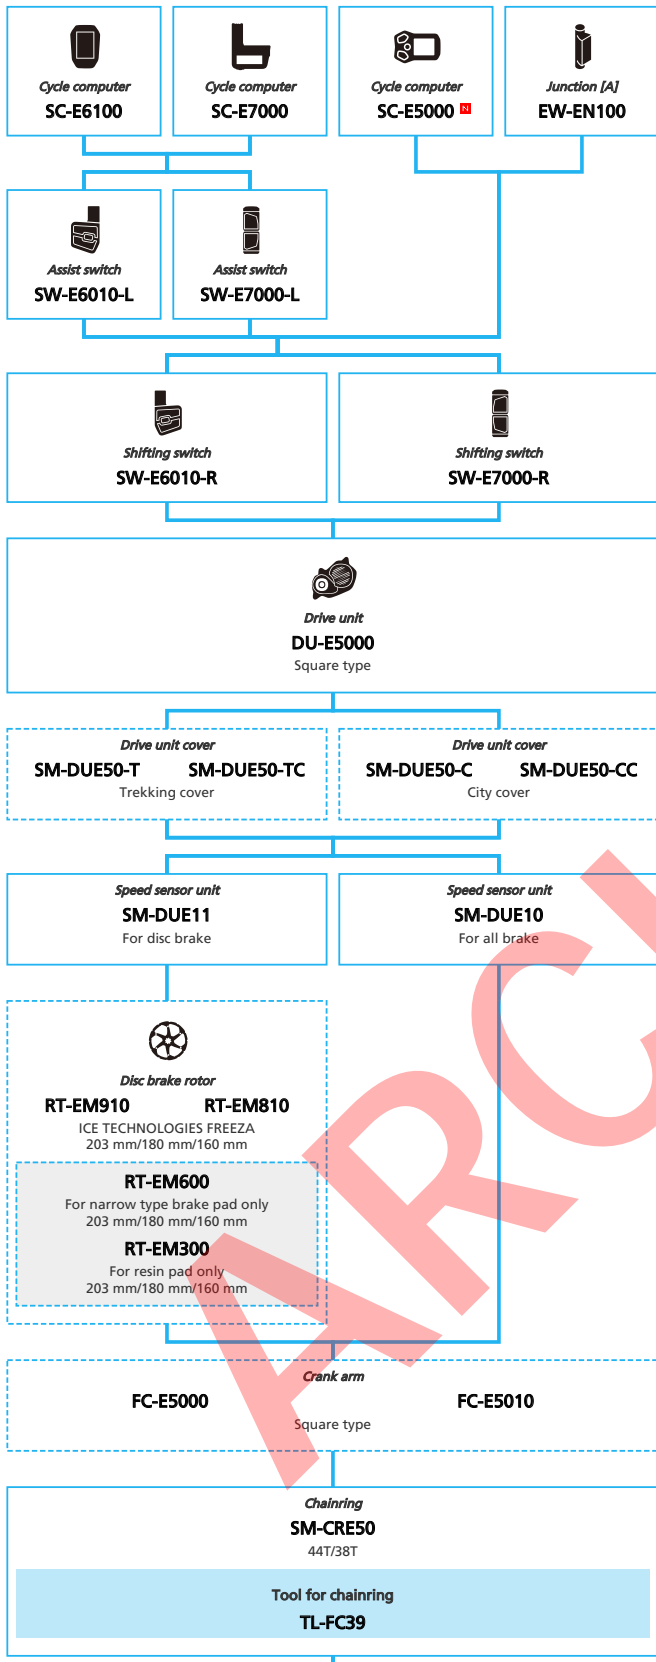 Cycle computer
SC-E6100
Cycle computer
SC-E7000
Cycle computer
SC-E5000 N
Junction [A]
EW-EN100
Assist switch
SW-E6010-L
Assist switch
SW-E7000-L
Shifting switch
SW-E6010-R
Shifting switch
SW-E7000-R
Drive unit
DU-E5000
Square type
Drive unit cover
SM-DUE50-T SM-DUE50-TC
Trekking cover
Drive unit cover
SM-DUE50-C SM-DUE50-CC
City cover
Speed sensor unit
SM-DUE11
For disc brake
Speed sensor unit
SM-DUE10
For all brake
Disc brake rotor
RT-EM910 RT-EM810
ICE TECHNOLOGIES FREEZA
203 mm/180 mm/160 mm
RT-EM600
For narrow type brake pad only
203 mm/180 mm/160 mm
RT-EM300
For resin pad only
203 mm/180 mm/160 mm
Crank arm
FC-E5000 FC-E5010
Square type
Chainring
SM-CRE50
44T/38T
Tool for chainring
TL-FC39